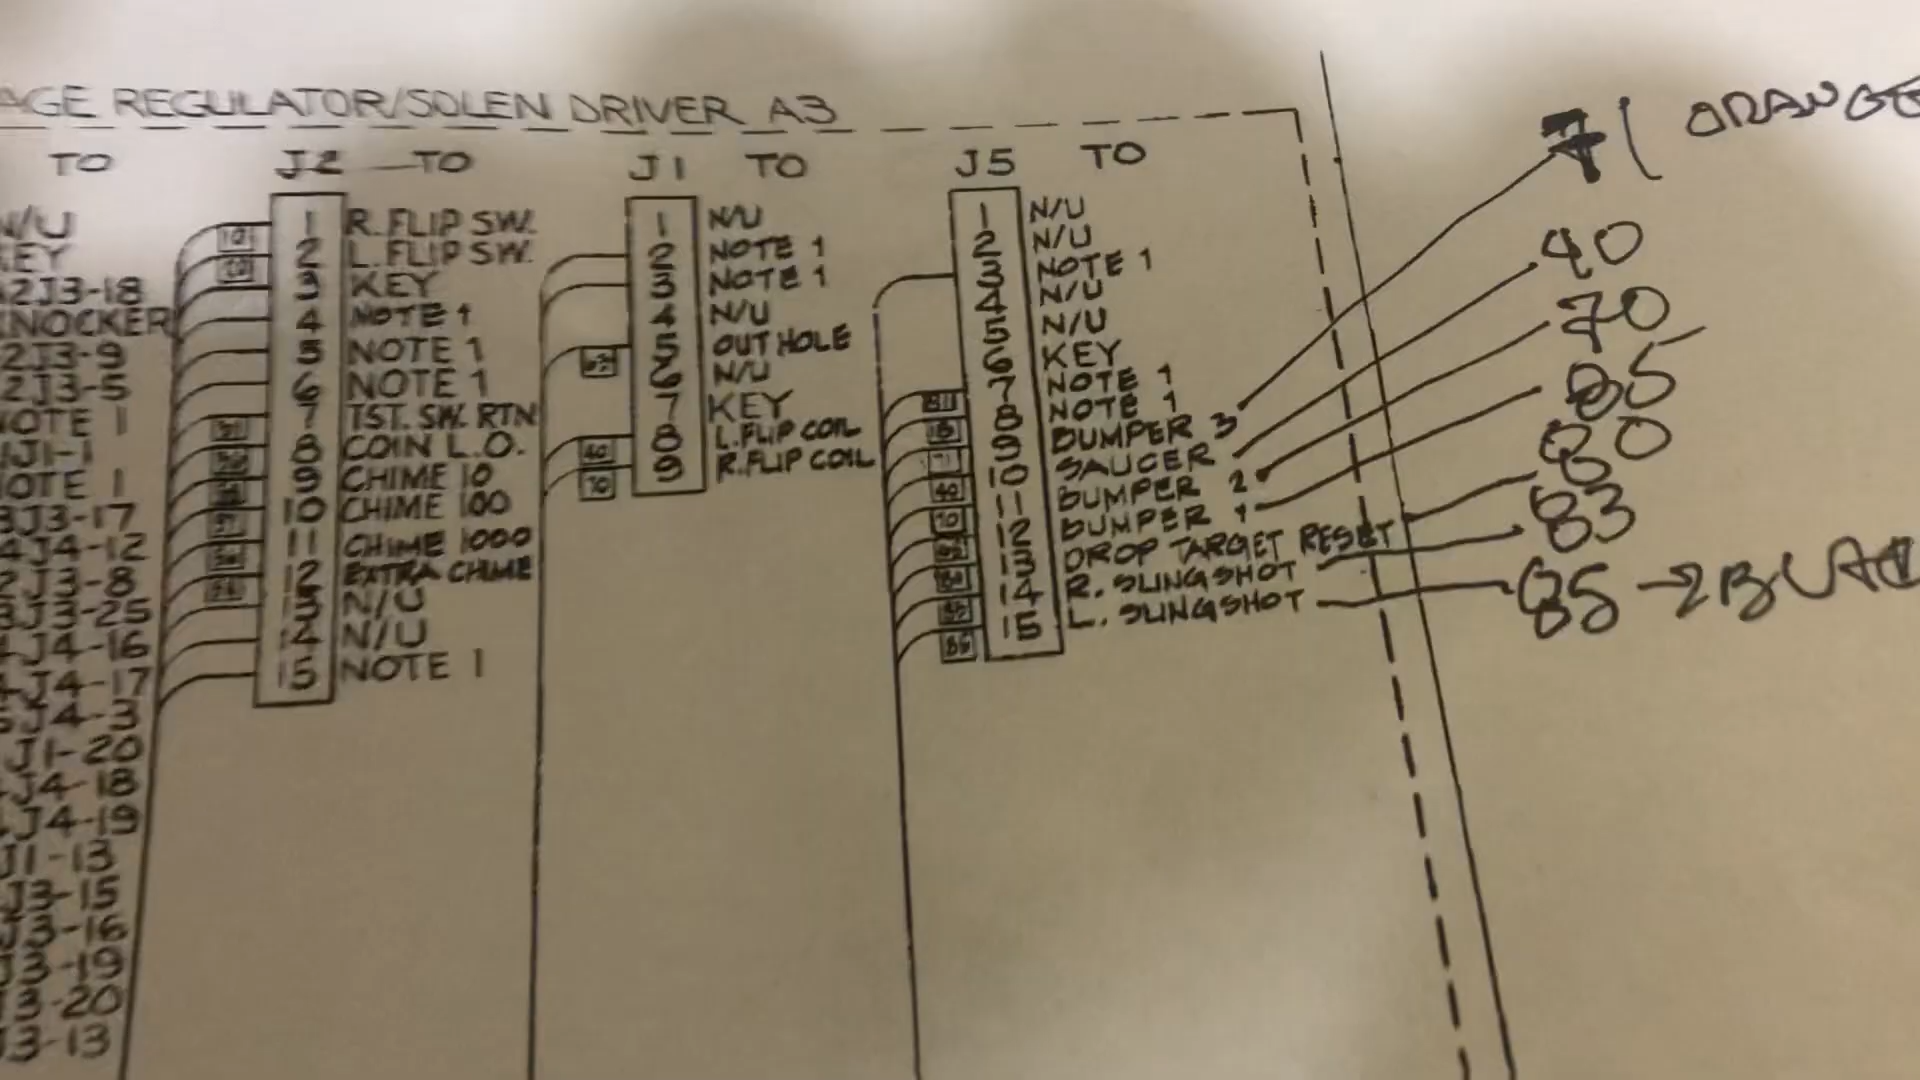 AGE REGULATOR/SOLEN DRIVER A3
TO
N/U
KEY
2J3-18
KNOCKER
2J3-9
2J3-5
NOTE 1
J1-1
NOTE 1
3J3-17
4J4-12
2J3-8
3J3-25
J4-16
J4-17
J4-3
J1-20
J4-18
J4-19
J1-13
J3-15
J3-16
J3-19
J3-20
3-13
J2 TO
1 R.FLIP SW.
2 L.FLIP SW.
3 KEY
4 NOTE 1
5 NOTE 1
6 NOTE 1
7 TST. SW. RTN
8 COIN L.O.
9 CHIME 10
10 CHIME 100
11 CHIME 1000
12 EXTRA CHIME
13 N/U
14 N/U
15 NOTE 1
J1 TO
1 N/U
2 NOTE 1
3 NOTE 1
4 N/U
5 OUT HOLE
6 N/U
7 KEY
40 8 L.FLIP COIL
70 9 R.FLIP COIL
J5 TO
1 N/U
2 N/U
3 NOTE 1
4 N/U
5 N/U
6 KEY
7 NOTE 1
8 NOTE 1
9 BUMPER 3
10 SAUCER
11 BUMPER 2
12 BUMPER 1
13 DROP TARGET RESET
14 R. SLINGSHOT
15 L. SLINGSHOT
71 ORANGE
40
70
85
80
83
85